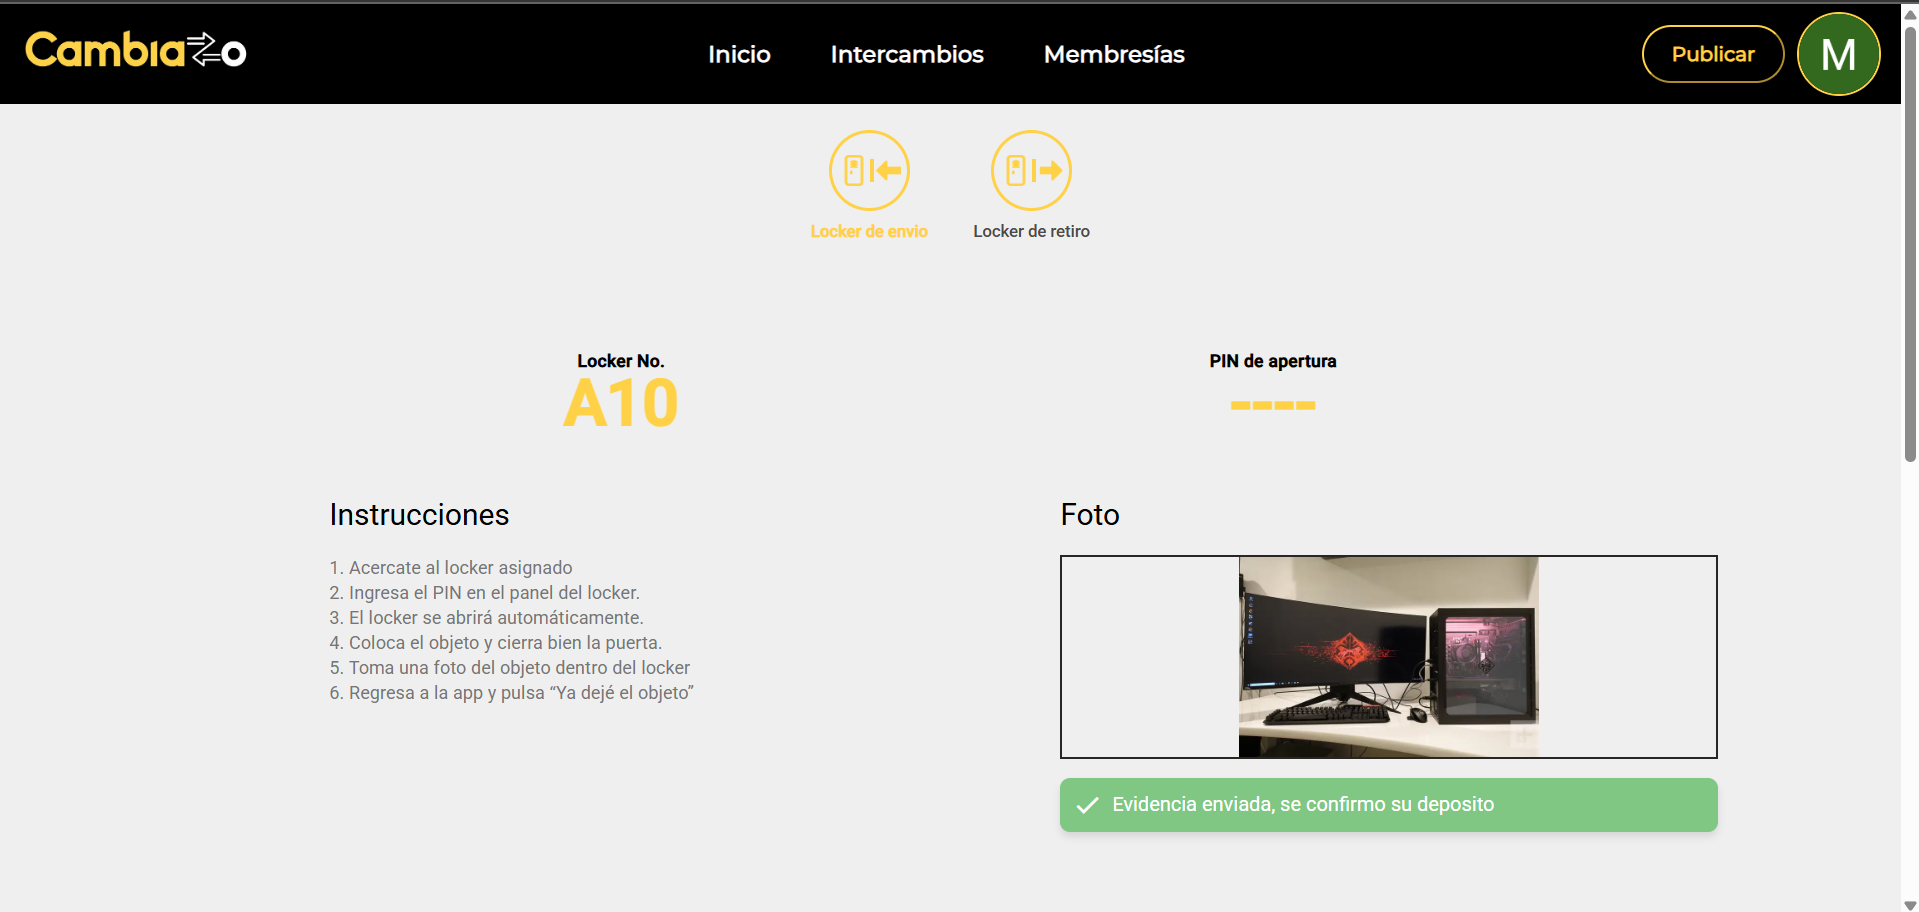 Cambiazo
Inicio
Intercambios
Membresías
Publicar
M
Locker de envio
Locker de retiro
Locker No.
A10
PIN de apertura
----
Instrucciones
1. Acercate al locker asignado
2. Ingresa el PIN en el panel del locker.
3. El locker se abrirá automáticamente.
4. Coloca el objeto y cierra bien la puerta.
5. Toma una foto del objeto dentro del locker
6. Regresa a la app y pulsa “Ya dejé el objeto”
Foto
Evidencia enviada, se confirmo su deposito